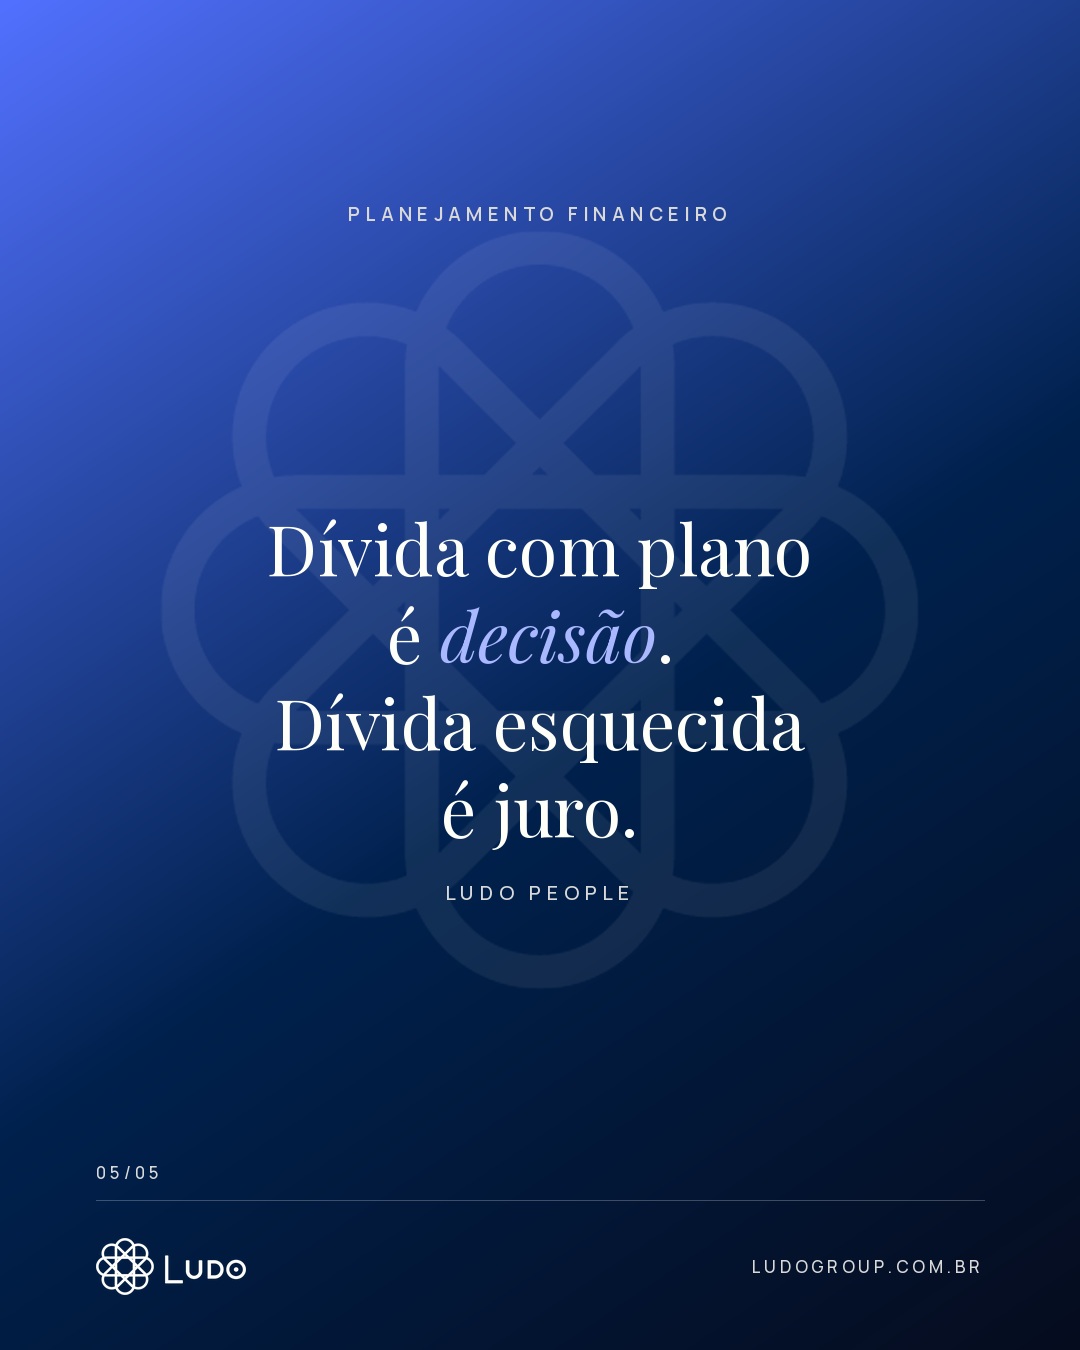 PLANEJAMENTO FINANCEIRO
Dívida com plano
é decisão.
Dívida esquecida
é juro.
LUDO PEOPLE
05/05
LUDO
LUDOGROUP.COM.BR